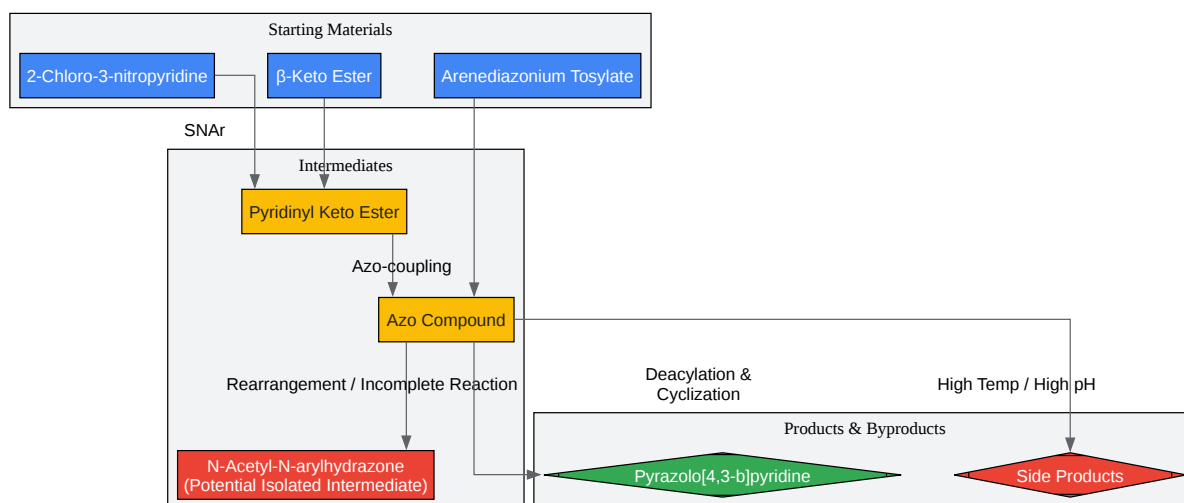 Starting Materials
2-Chloro-3-nitropyridine
β-Keto Ester
Arenediazonium Tosylate
SNAr
Intermediates
Pyridinyl Keto Ester
Azo-coupling
Azo Compound
Rearrangement / Incomplete Reaction
Deacylation &
Cyclization
High Temp / High pH
Products & Byproducts
N-Acetyl-N-arylhydrazone
(Potential Isolated Intermediate)
Pyrazolo[4,3-b]pyridine
Side Products